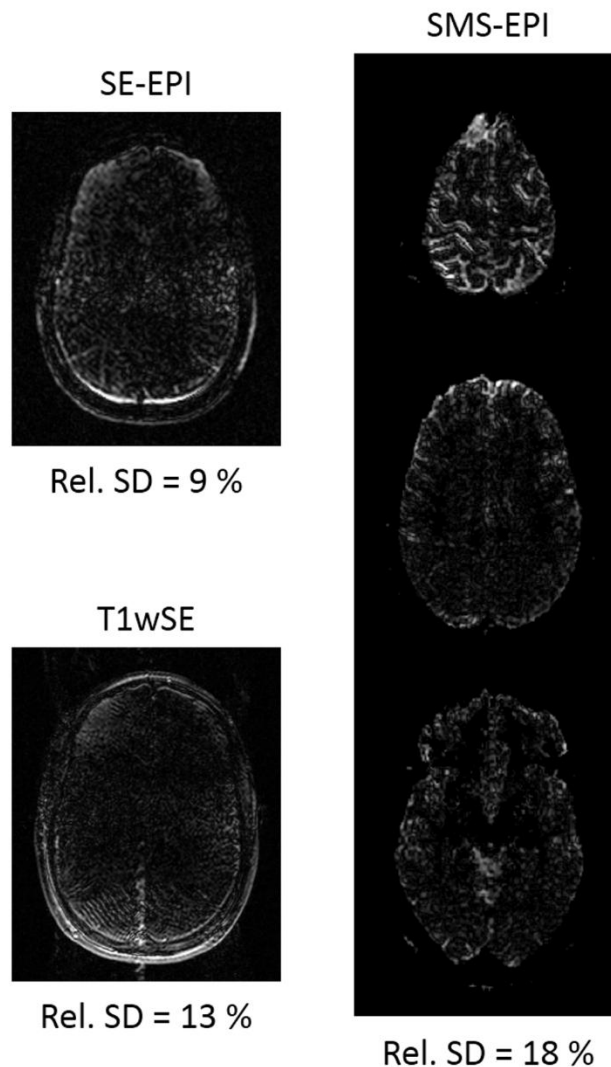 SE-EPI
Rel. SD = 9 %
T1wSE
Rel. SD = 13 %
SMS-EPI
Rel. SD = 18 %